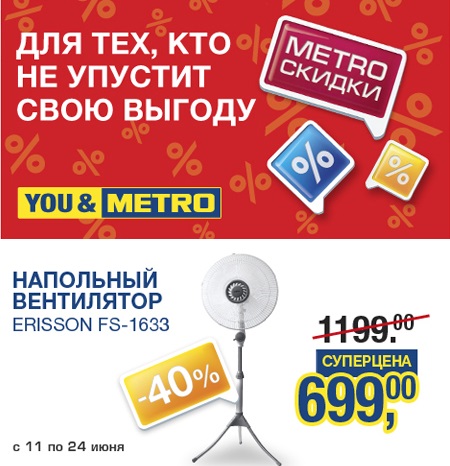 ДЛЯ ТЕХ, КТО
НЕ УПУСТИТ
СВОЮ ВЫГОДУ
METRO
СКИДКИ
%
%
YOU & METRO
НАПОЛЬНЫЙ
ВЕНТИЛЯТОР
ERISSON FS-1633
-40%
1199.00
СУПЕРЦЕНА
699,00
с 11 по 24 июня